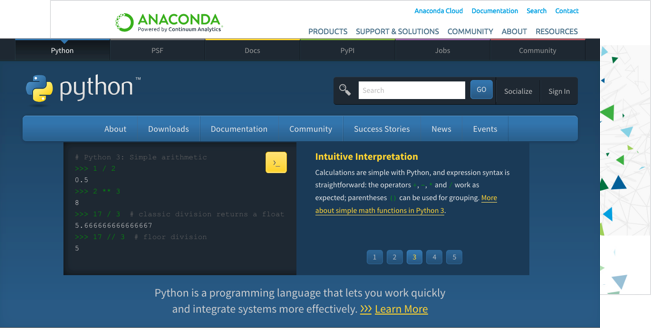 Anaconda Cloud Documentation Search Contact
ANACONDA
Powered by Continuum Analytics
PRODUCTS SUPPORT & SOLUTIONS COMMUNITY ABOUT RESOURCES
Python PSF Docs PyPI Jobs Community
python™
Search GO Socialize Sign In
About Downloads Documentation Community Success Stories News Events
# Python 3: Simple arithmetic
>>> 1 / 2
0.5
>>> 2 ** 3
8
>>> 17 / 3 # classic division returns a float
5.666666666666667
>>> 17 // 3 # floor division
5
>_
Intuitive Interpretation
Calculations are simple with Python, and expression syntax is
straightforward: the operators +, -, * and / work as
expected; parentheses () can be used for grouping. More
about simple math functions in Python 3.
1 2 3 4 5
Python is a programming language that lets you work quickly
and integrate systems more effectively. >>> Learn More